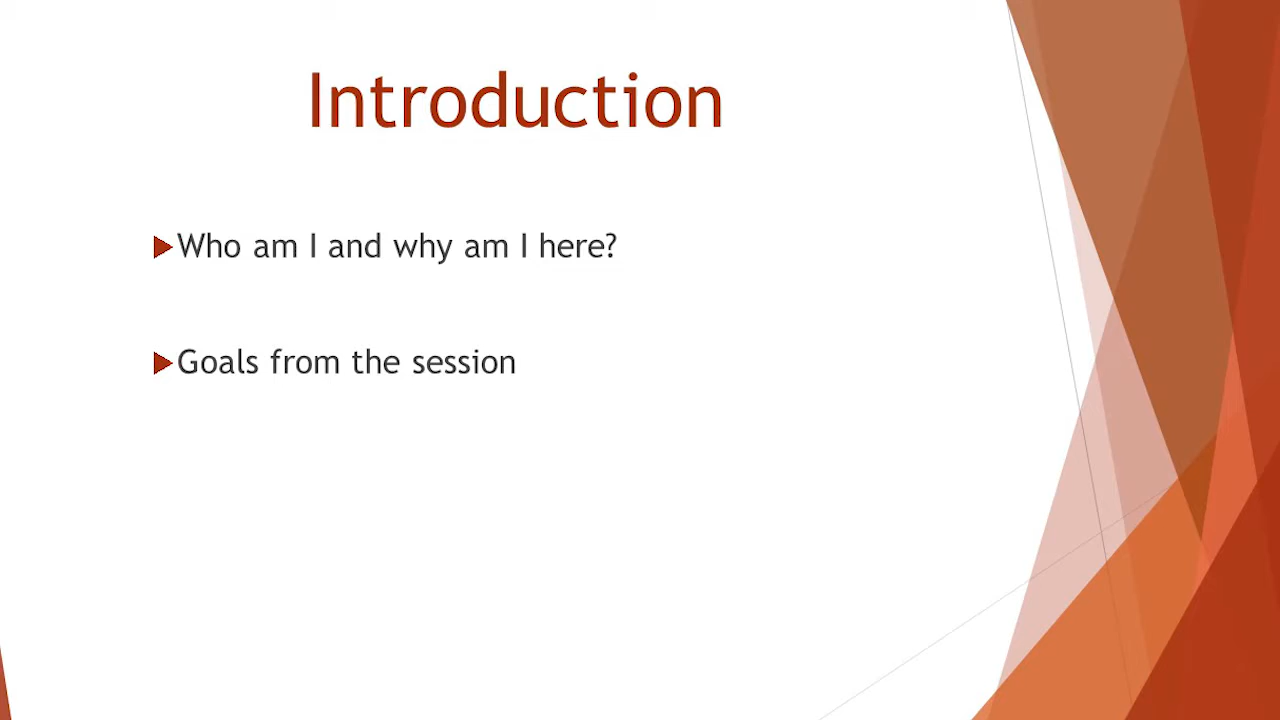 Introduction
Who am I and why am I here?
Goals from the session